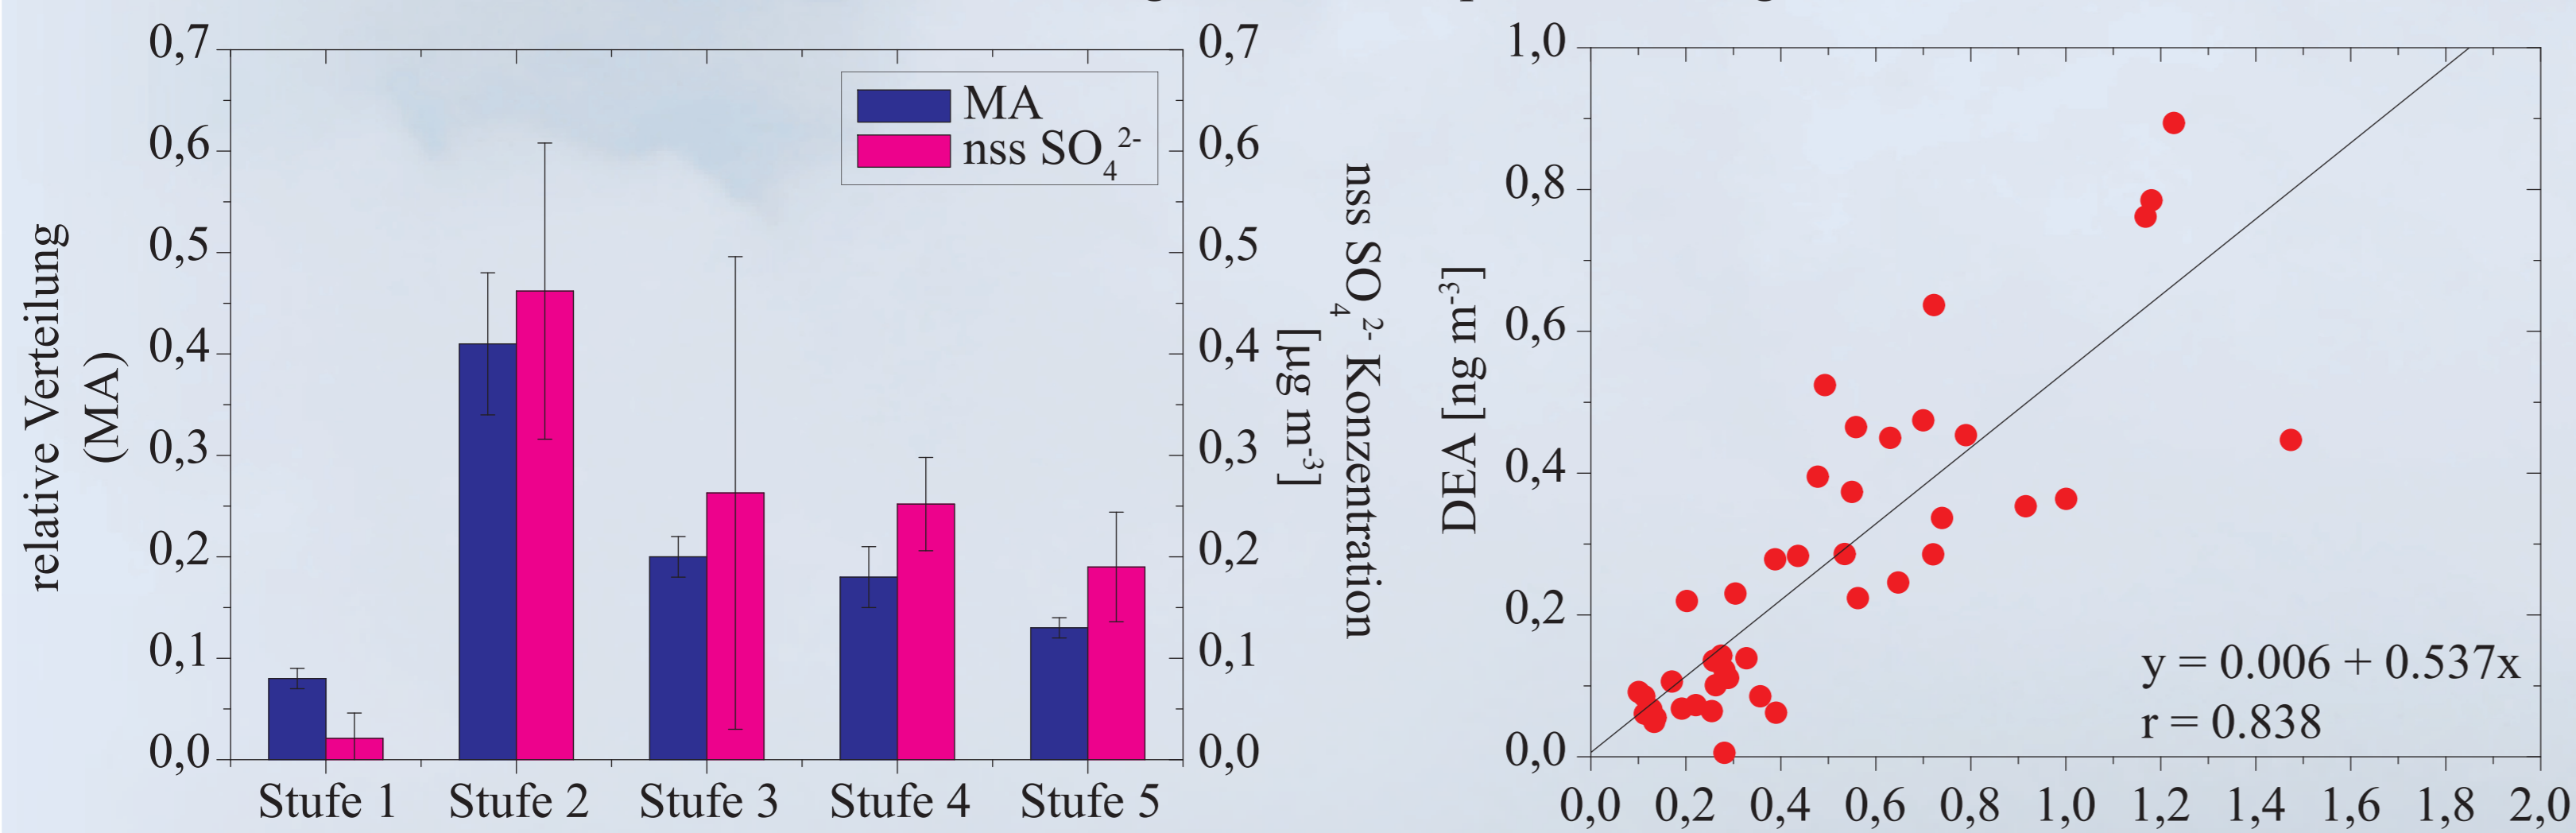 0,7
0,6
0,5
0,4
0,3
0,2
0,1
0,0
relative Verteilung
(MA)
MA
nss SO₄²⁻
Stufe 1 Stufe 2 Stufe 3 Stufe 4 Stufe 5
0,7
0,6
0,5
0,4
0,3
0,2
0,1
0,0
nss SO₄²⁻ Konzentration
[µg m⁻³]
DEA [ng m⁻³]
1,0
0,8
0,6
0,4
0,2
0,0
y = 0.006 + 0.537x
r = 0.838
0,0 0,2 0,4 0,6 0,8 1,0 1,2 1,4 1,6 1,8 2,0